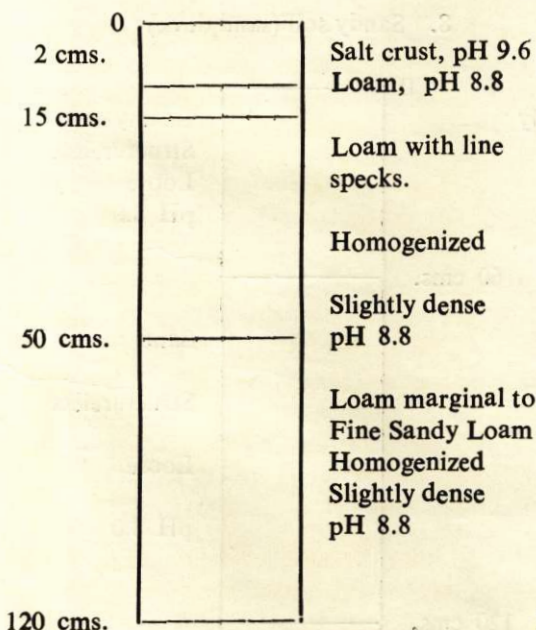 0
2 cms.
Salt crust, pH 9.6
Loam, pH 8.8
15 cms.
Loam with line
specks.
Homogenized
Slightly dense
50 cms.
pH 8.8
Loam marginal to
Fine Sandy Loam
Homogenized
Slightly dense
pH 8.8
120 cms.